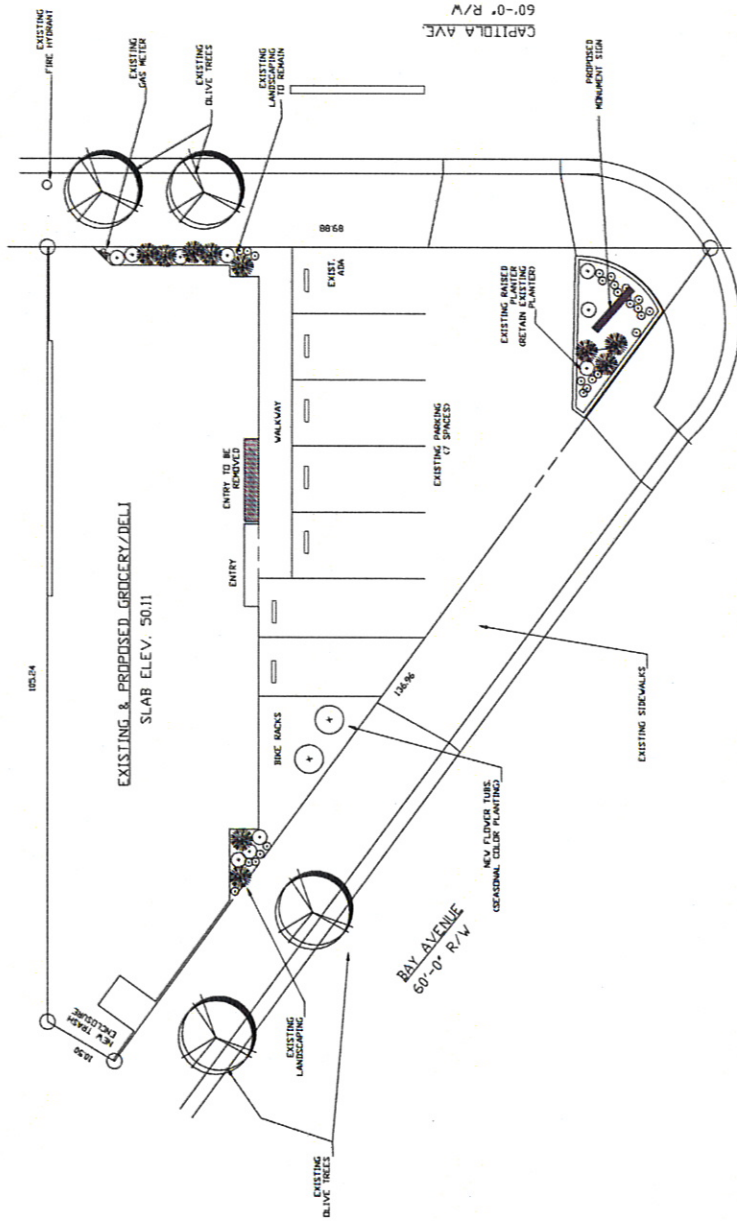 EXISTING
FIRE HYDRANT
EXISTING
GAS METER
EXISTING
OLIVE TREES
EXISTING
LANDSCAPING
TO REMAIN
CAPITOLA AVE.
60'-0" R/W
PROPOSED
MONUMENT SIGN
105.24
EXISTING & PROPOSED GROCERY/DELI
SLAB ELEV. 50.11
89.88
EXIST.
ADA
WALKWAY
ENTRY TO BE
REMOVED
ENTRY
EXISTING PARKING
(7 SPACES)
EXISTING RAISED
PLANTER
(RETAIN EXISTING
PLANTER)
BIKE RACKS
136.96
NEW TRASH
ENCLOSURE
10.50
EXISTING SIDEWALKS
NEW FLOWER TUBS.
(SEASONAL COLOR PLANTING)
BAY AVENUE
60'-0" R/W
EXISTING
LANDSCAPING
EXISTING
OLIVE TREES